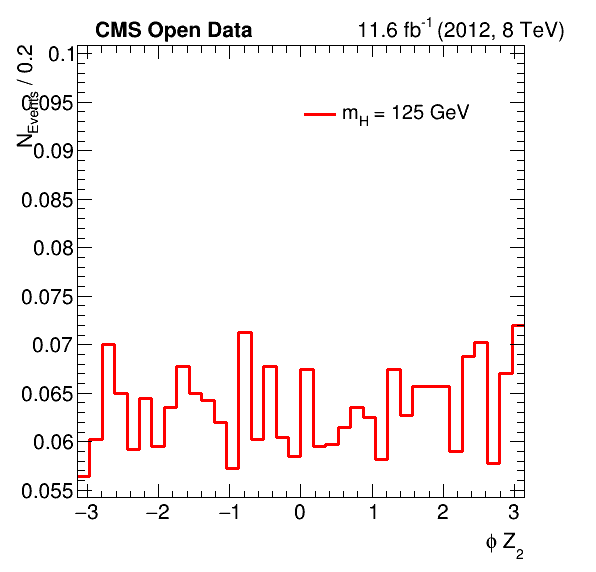 CMS Open Data 11.6 fb-1 (2012, 8 TeV)
NEvents / 0.2
0.1
0.095
0.09
0.085
0.08
0.075
0.07
0.065
0.06
0.055
mH = 125 GeV
−3 −2 −1 0 1 2 3
ϕ Z2